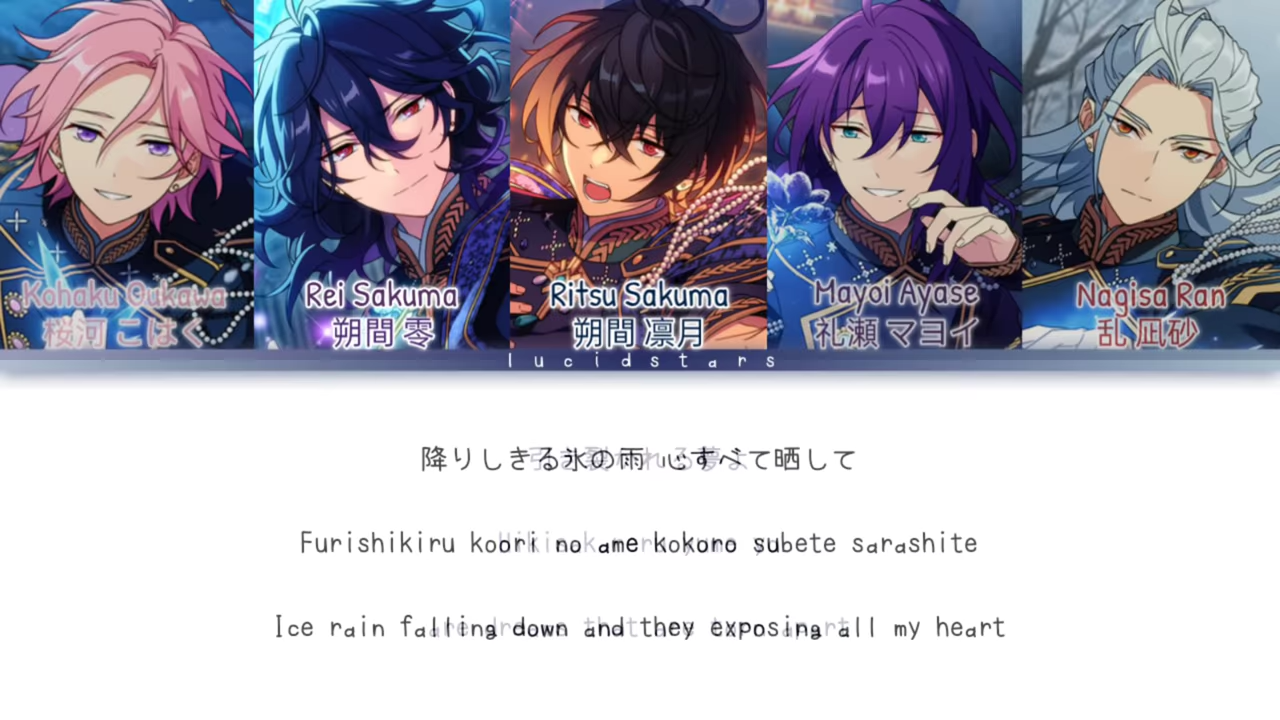 Kohaku Oukawa
桜河 こはく
Rei Sakuma
朔間 零
Ritsu Sakuma
朔間 凛月
Mayoi Ayase
礼瀬 マヨイ
Nagisa Ran
乱 凪砂
lucidstars
降りしきる氷の雨 心すべて晒して
Furishikiru koori no ame kokoro subete sarashite
Ice rain falling down and they exposing all my heart